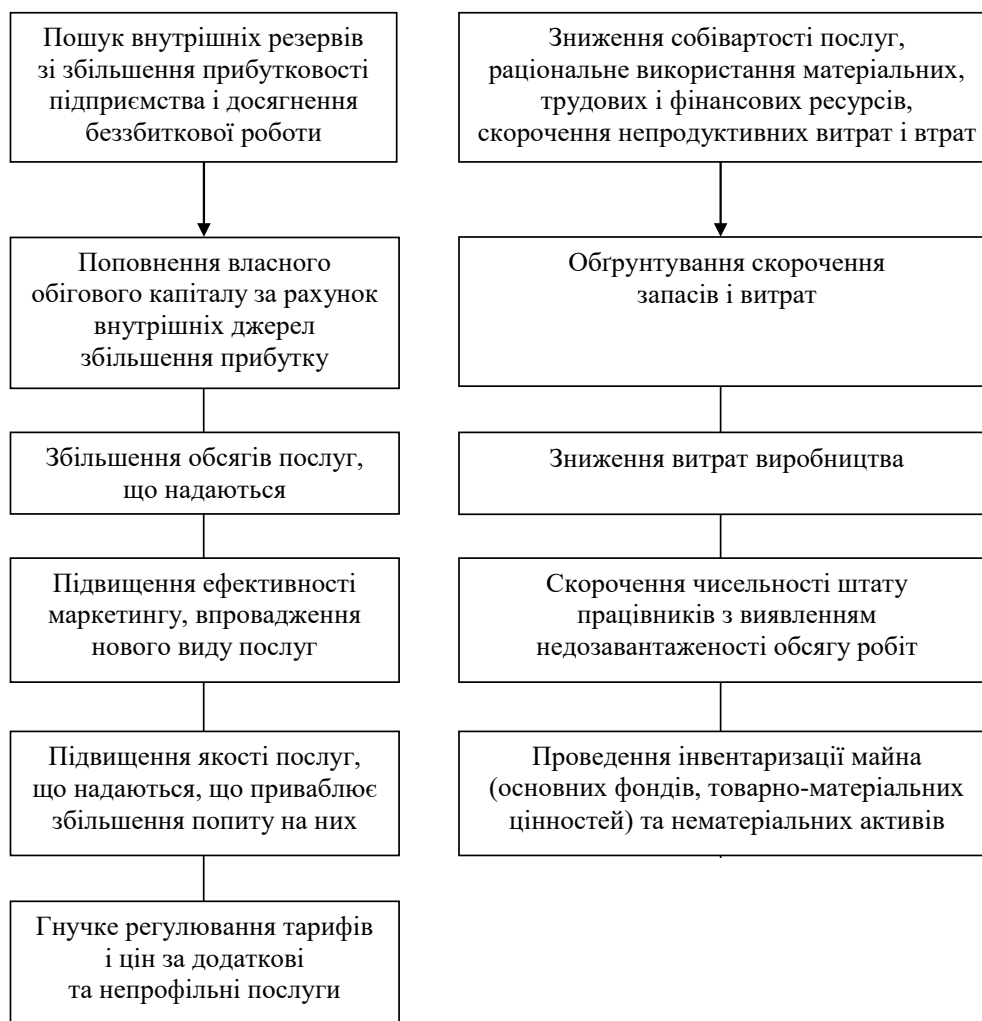 Пошук внутрішніх резервів
зі збільшення прибутковості
підприємства і досягнення
беззбиткової роботи
Поповнення власного
обігового капіталу за рахунок
внутрішніх джерел
збільшення прибутку
Збільшення обсягів послуг,
що надаються
Підвищення ефективності
маркетингу, впровадження
нового виду послуг
Підвищення якості послуг,
що надаються, що приваблює
збільшення попиту на них
Гнучке регулювання тарифів
і цін за додаткові
та непрофільні послуги
Зниження собівартості послуг,
раціональне використання матеріальних,
трудових і фінансових ресурсів,
скорочення непродуктивних витрат і втрат
Обґрунтування скорочення
запасів і витрат
Зниження витрат виробництва
Скорочення чисельності штату
працівників з виявленням
недозавантаженості обсягу робіт
Проведення інвентаризації майна
(основних фондів, товарно-матеріальних
цінностей) та нематеріальних активів